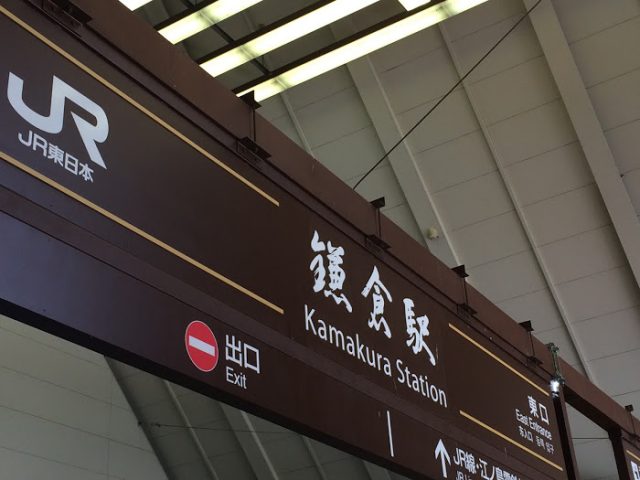 JR
JR東日本
鎌倉駅
Kamakura Station
東口
East Entrance
出口
Exit
JR線・江ノ島電